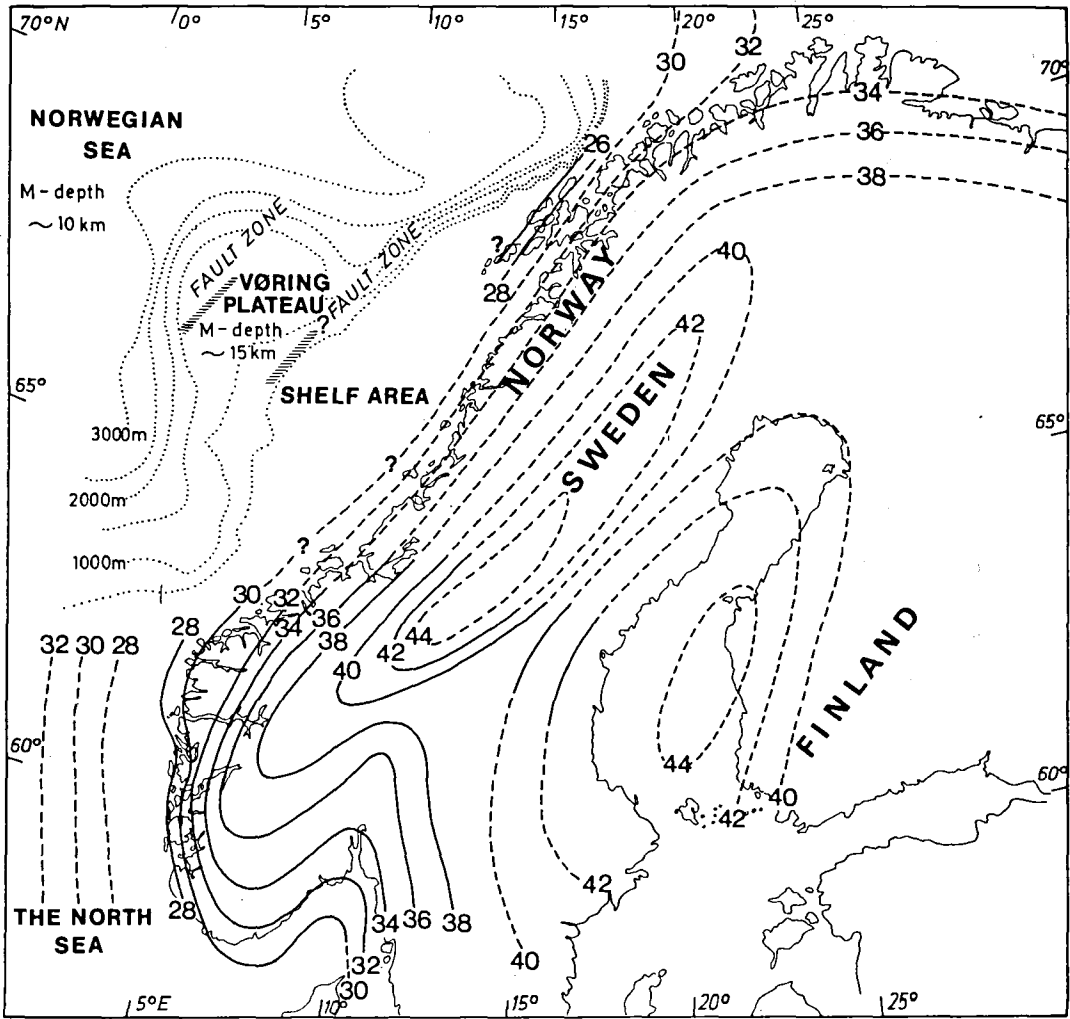 70°N
0°
5°
10°
15°
20°
25°
30
32
70°
34
36
38
NORWEGIAN
SEA
M-depth
~ 10 km
26
FAULT ZONE
FAULT ZONE
VØRING
PLATEAU
?
M-depth
~ 15 km
?
28
40
NORWAY
42
SWEDEN
65°
65°
SHELF AREA
3000m
?
2000m
?
1000m
30
32
34
36
38
28
40
42
44
32
30
28
FINLAND
60°
60°
44
40
42
42
THE NORTH
SEA
28
34
36
38
32
30
40
5°E
10°
15°
20°
25°